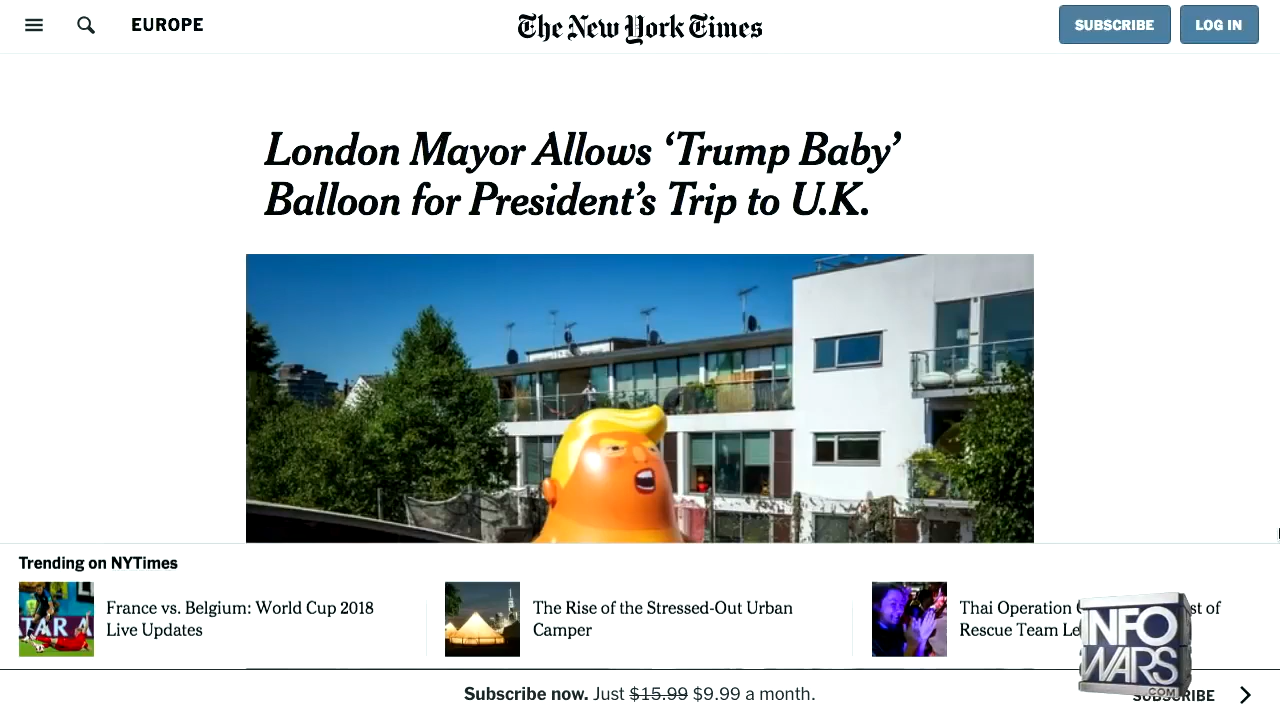 EUROPE
The New York Times
SUBSCRIBE
LOG IN
London Mayor Allows ‘Trump Baby’
Balloon for President’s Trip to U.K.
Trending on NYTimes
France vs. Belgium: World Cup 2018
Live Updates
The Rise of the Stressed-Out Urban
Camper
Thai Operation
st of
Rescue Team
INFO
WARS
.COM
Subscribe now. Just $15.99 $9.99 a month.
SUBSCRIBE